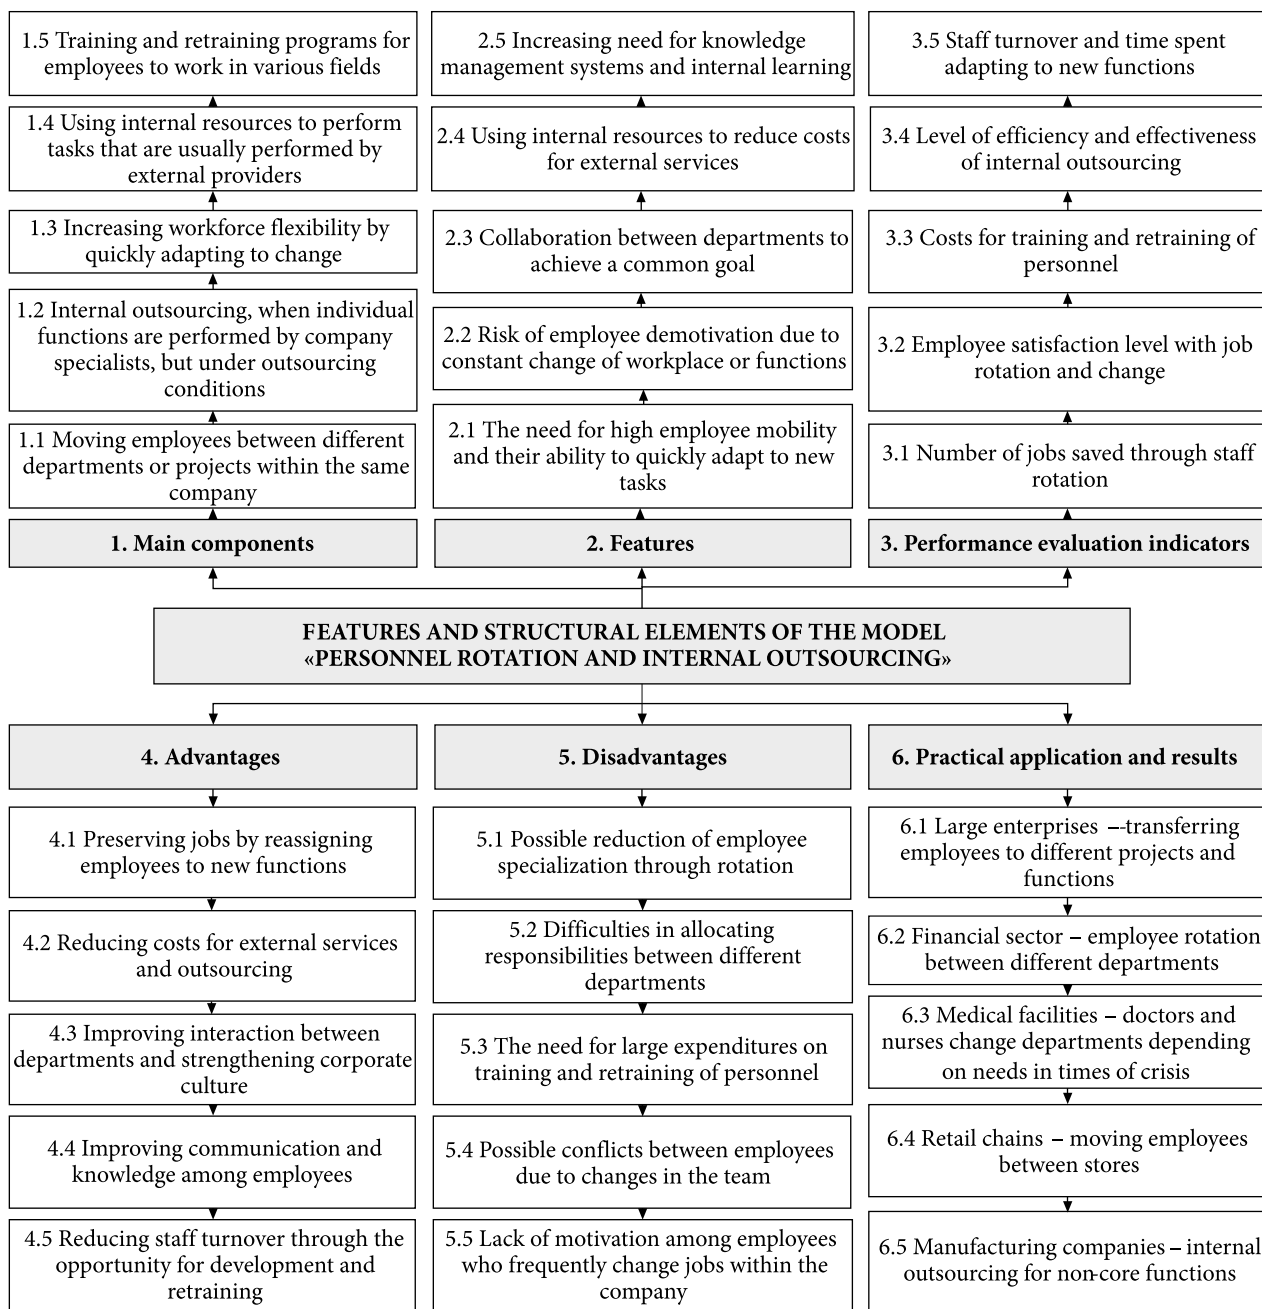 1.5 Training and retraining programs for
employees to work in various fields
2.5 Increasing need for knowledge
management systems and internal learning
3.5 Staff turnover and time spent
adapting to new functions
1.4 Using internal resources to perform
tasks that are usually performed by
external providers
2.4 Using internal resources to reduce costs
for external services
3.4 Level of efficiency and effectiveness
of internal outsourcing
1.3 Increasing workforce flexibility by
quickly adapting to change
2.3 Collaboration between departments to
achieve a common goal
3.3 Costs for training and retraining of
personnel
1.2 Internal outsourcing, when individual
functions are performed by company
specialists, but under outsourcing
conditions
2.2 Risk of employee demotivation due to
constant change of workplace or functions
3.2 Employee satisfaction level with job
rotation and change
1.1 Moving employees between different
departments or projects within the same
company
2.1 The need for high employee mobility
and their ability to quickly adapt to new
tasks
3.1 Number of jobs saved through staff
rotation
1. Main components
2. Features
3. Performance evaluation indicators
FEATURES AND STRUCTURAL ELEMENTS OF THE MODEL
«PERSONNEL ROTATION AND INTERNAL OUTSOURCING»
4. Advantages
5. Disadvantages
6. Practical application and results
4.1 Preserving jobs by reassigning
employees to new functions
5.1 Possible reduction of employee
specialization through rotation
6.1 Large enterprises –-transferring
employees to different projects and
functions
4.2 Reducing costs for external services
and outsourcing
5.2 Difficulties in allocating
responsibilities between different
departments
6.2 Financial sector – employee rotation
between different departments
4.3 Improving interaction between
departments and strengthening corporate
culture
5.3 The need for large expenditures on
training and retraining of personnel
6.3 Medical facilities – doctors and
nurses change departments depending
on needs in times of crisis
4.4 Improving communication and
knowledge among employees
5.4 Possible conflicts between employees
due to changes in the team
6.4 Retail chains – moving employees
between stores
4.5 Reducing staff turnover through the
opportunity for development and
retraining
5.5 Lack of motivation among employees
who frequently change jobs within the
company
6.5 Manufacturing companies – internal
outsourcing for non-core functions